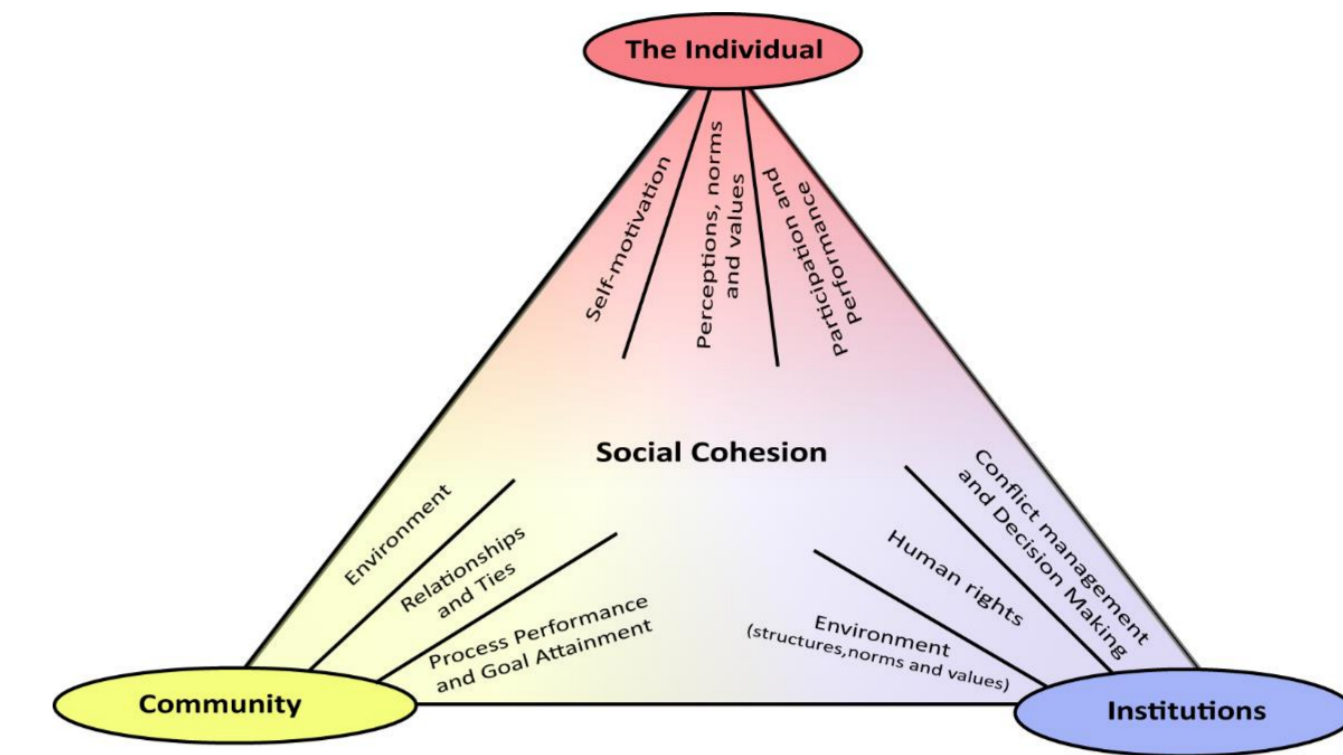 The Individual
Self-motivation
Perceptions, norms
and values
Participation and
Performance
Social Cohesion
Environment
Relationships
and Ties
Process Performance
and Goal Attainment
Conflict management
and Decision Making
Human rights
Environment
(structures,norms and values)
Community
Institutions